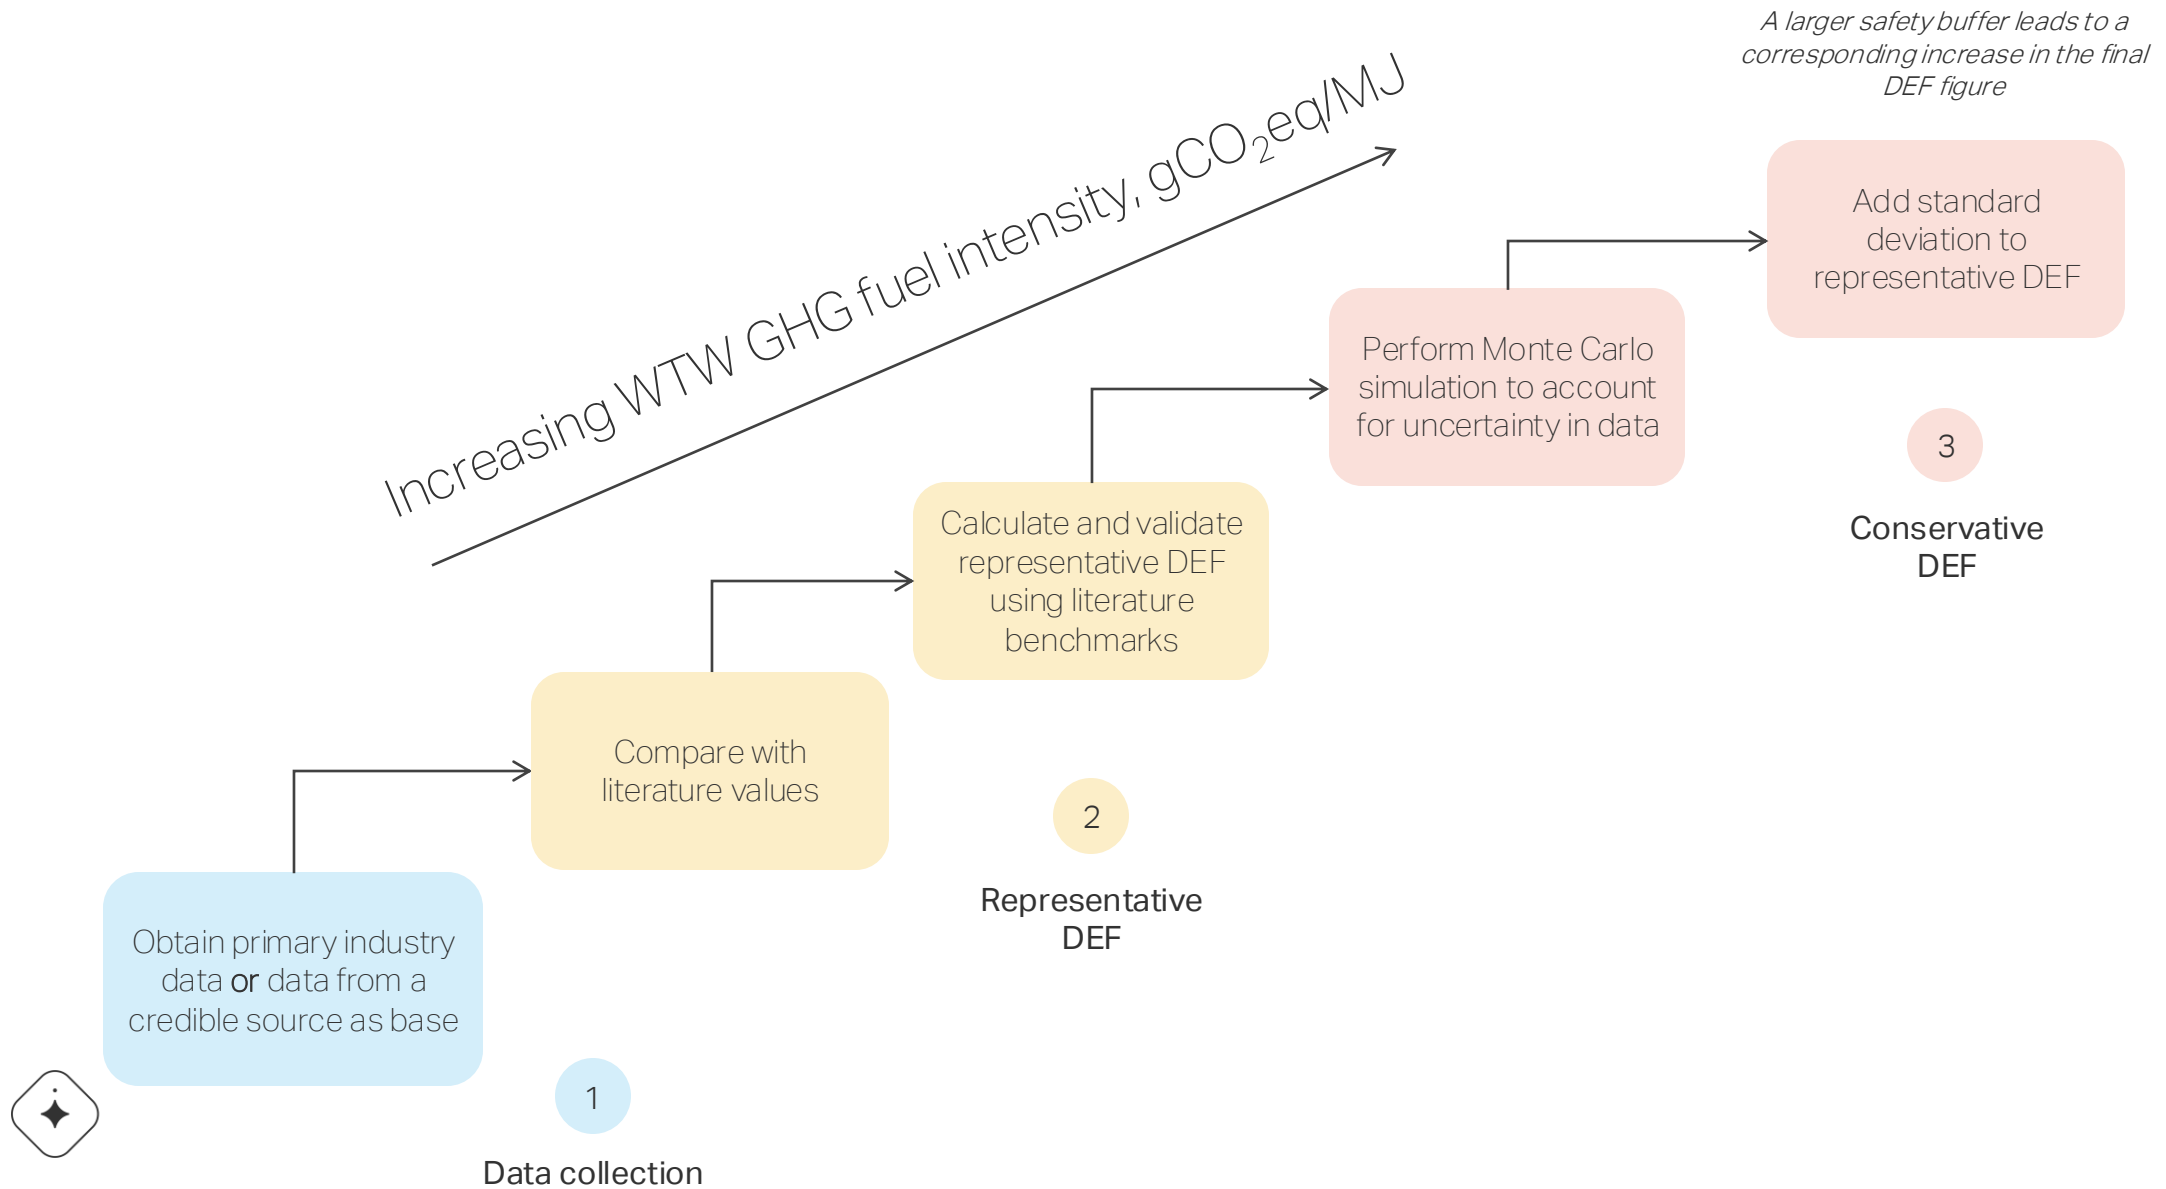 A larger safety buffer leads to a
corresponding increase in the final
DEF figure
Increasing WTW GHG fuel intensity, gCO₂eq/MJ
Add standard
deviation to
representative DEF
Perform Monte Carlo
simulation to account
for uncertainty in data
3
Conservative
DEF
Calculate and validate
representative DEF
using literature
benchmarks
Compare with
literature values
2
Representative
DEF
Obtain primary industry
data or data from a
credible source as base
1
Data collection